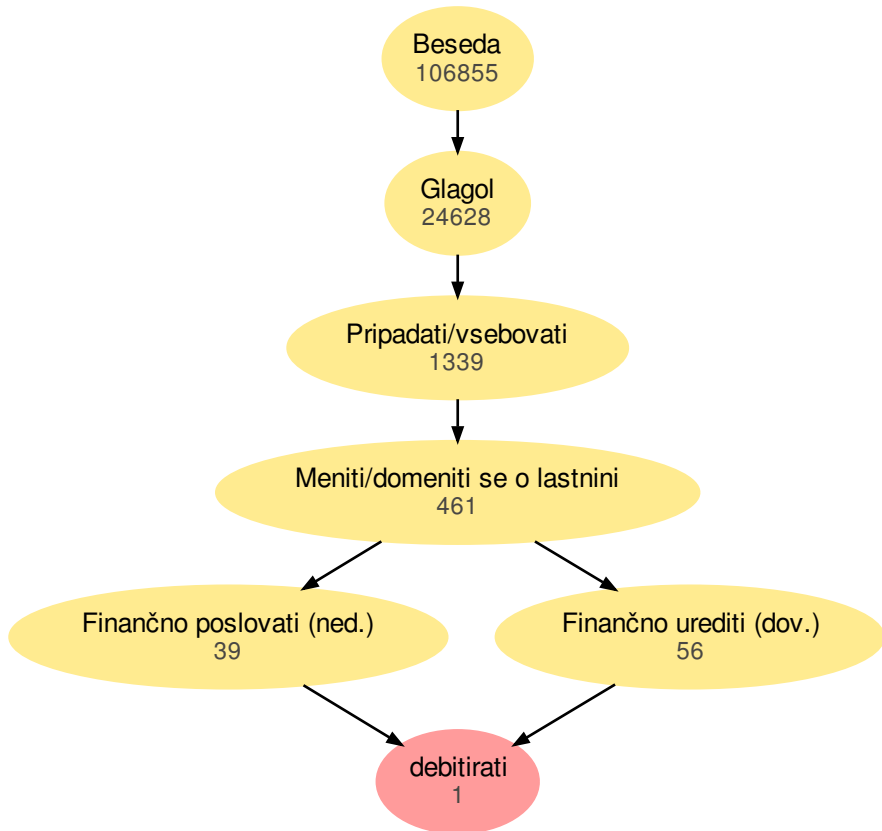 Beseda
106855
Glagol
24628
Pripadati/vsebovati
1339
Meniti/domeniti se o lastnini
461
Finančno poslovati (ned.)
39
Finančno urediti (dov.)
56
debitirati
1